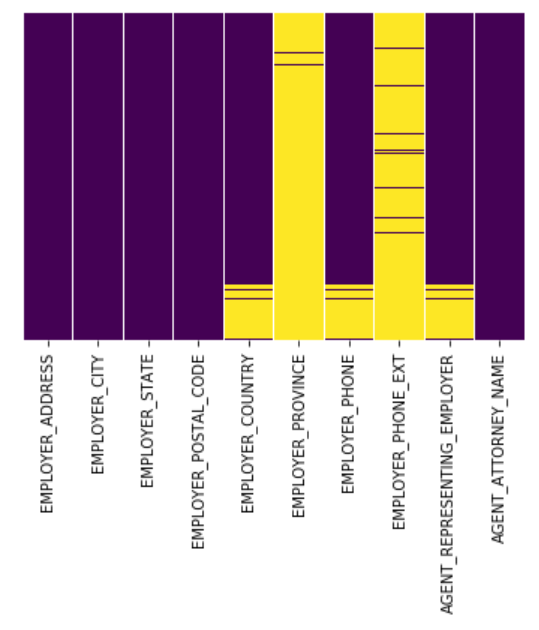 EMPLOYER_ADDRESS
EMPLOYER_CITY
EMPLOYER_STATE
EMPLOYER_POSTAL_CODE
EMPLOYER_COUNTRY
EMPLOYER_PROVINCE
EMPLOYER_PHONE
EMPLOYER_PHONE_EXT
AGENT_REPRESENTING_EMPLOYER
AGENT_ATTORNEY_NAME